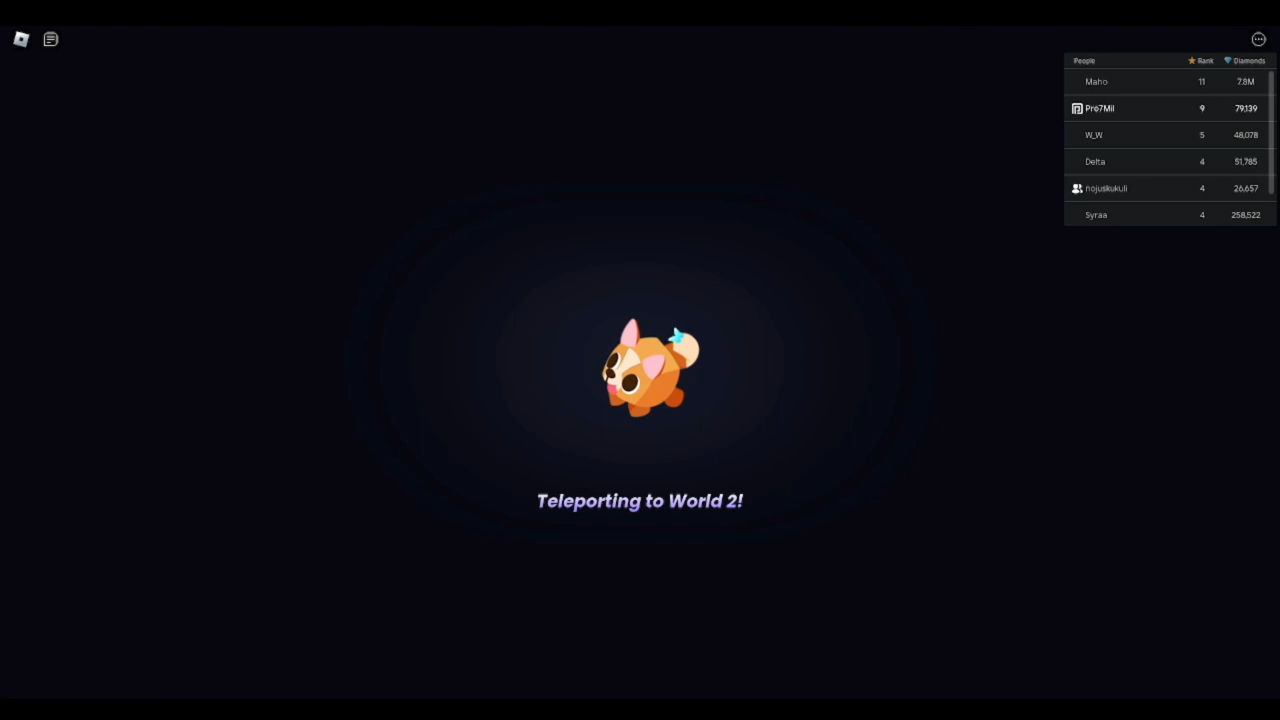 People Rank Diamonds
Maho 11 7.8M
Pro7Mil 9 79,139
W_W 5 48,078
Delta 4 51,785
nojuskukuli 4 26,657
Syraa 4 258,522
Teleporting to World 2!